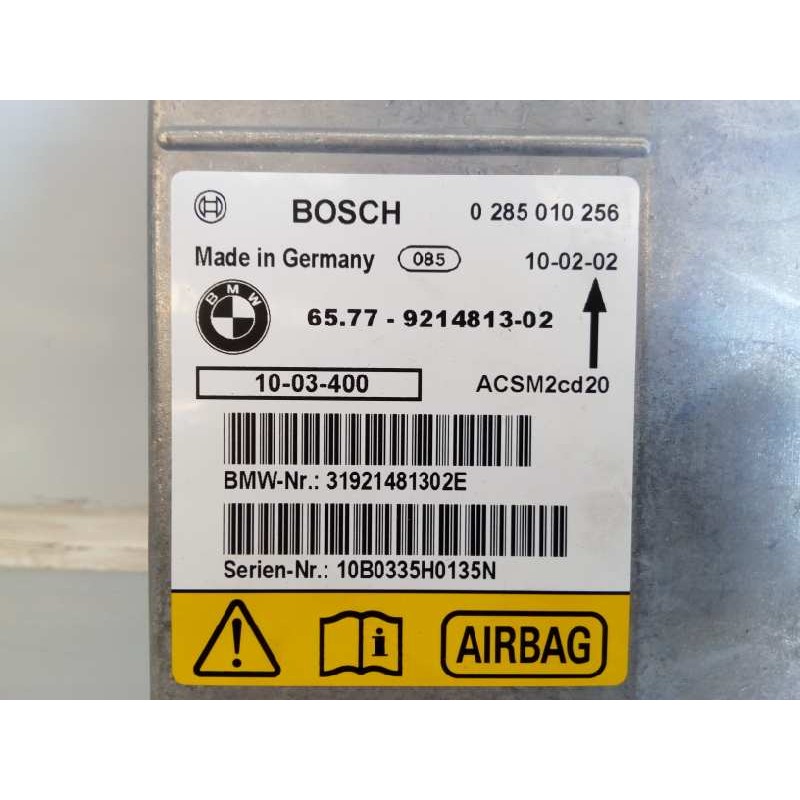 BOSCH 0 285 010 256
Made in Germany 085 10-02-02
BMW 65.77 - 9214813-02
10-03-400 ACSM2cd20
BMW-Nr.: 31921481302E
Serien-Nr.: 10B0335H0135N
i AIRBAG